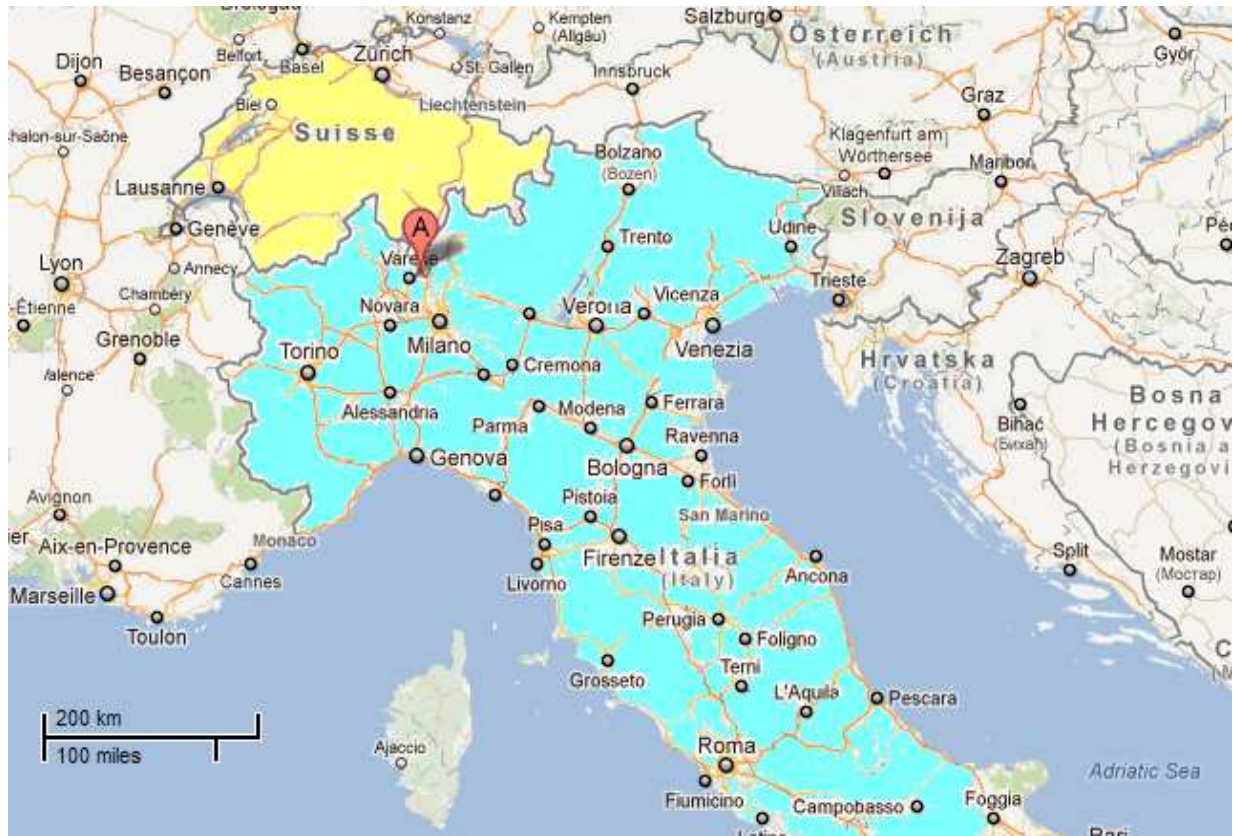 Salzburg
Konstanz
Kempten
(Allgäu)
Österreich
(Austria)
Győr
Dijon
Besançon
Belfort
Basel
Zürich
St. Gallen
Innsbruck
Biel
Liechtenstein
Graz
Suisse
Klagenfurt am
Wörthersee
Bolzano
(Bozen)
Maribor
Lausanne
Villach
Genève
A
Slovenija
Trento
Udine
Lyon
Annecy
Varese
Zagreb
Chambéry
Trieste
Novara
Verona
Vicenza
Grenoble
Milano
Venezia
Torino
Cremona
Hrvatska
(Croatia)
Alessandria
Parma
Modena
Ferrara
Bosna
Bihać
(Бихаћ)
Ravenna
Genova
Bologna
Forlì
Avignon
Pistoia
San Marino
Monaco
Pisa
Aix-en-Provence
Firenze
Italia
(Italy)
Split
Mostar
(Мостар)
Cannes
Livorno
Ancona
Marseille
Toulon
Perugia
Foligno
Grosseto
Terni
L'Aquila
Pescara
200 km
100 miles
Ajaccio
Roma
Adriatic Sea
Fiumicino
Campobasso
Foggia